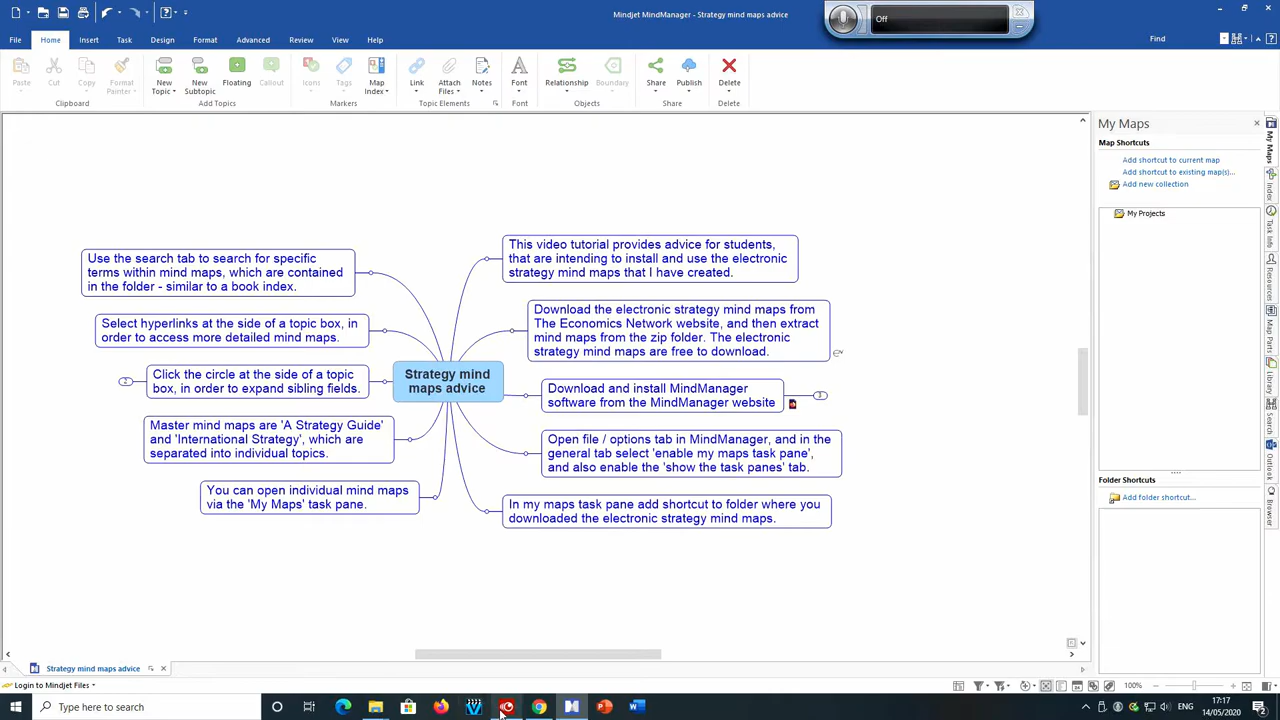 Mindjet MindManager - Strategy mind maps advice
Off
File
Home
Insert
Task
Design
Format
Advanced
Review
View
Help
Find
Paste
Cut
Copy
Format
Painter
New
Topic
New
Subtopic
Floating
Callout
Icons
Tags
Map
Index
Link
Attach
Files
Notes
Font
Relationship
Boundary
Share
Publish
Delete
Clipboard
Add Topics
Markers
Topic Elements
Font
Objects
Share
Delete
My Maps
Map Shortcuts
Add shortcut to current map
Add shortcut to existing map(s)...
Add new collection
My Projects
Folder Shortcuts
Add folder shortcut...
My Maps
Index
Task Info
Resources
Map Parts
Library
Search
Outlook
Browser
Strategy mind
maps advice
This video tutorial provides advice for students,
that are intending to install and use the electronic
strategy mind maps that I have created.
Download the electronic strategy mind maps from
The Economics Network website, and then extract
mind maps from the zip folder. The electronic
strategy mind maps are free to download.
Download and install MindManager
software from the MindManager website
3
Open file / options tab in MindManager, and in the
general tab select 'enable my maps task pane',
and also enable the 'show the task panes' tab.
In my maps task pane add shortcut to folder where you
downloaded the electronic strategy mind maps.
You can open individual mind maps
via the 'My Maps' task pane.
Master mind maps are 'A Strategy Guide'
and 'International Strategy', which are
separated into individual topics.
Click the circle at the side of a topic
box, in order to expand sibling fields.
2
Select hyperlinks at the side of a topic box, in
order to access more detailed mind maps.
Use the search tab to search for specific
terms within mind maps, which are contained
in the folder - similar to a book index.
Strategy mind maps advice
Login to Mindjet Files
100%
Type here to search
ENG
17:17
14/05/2020